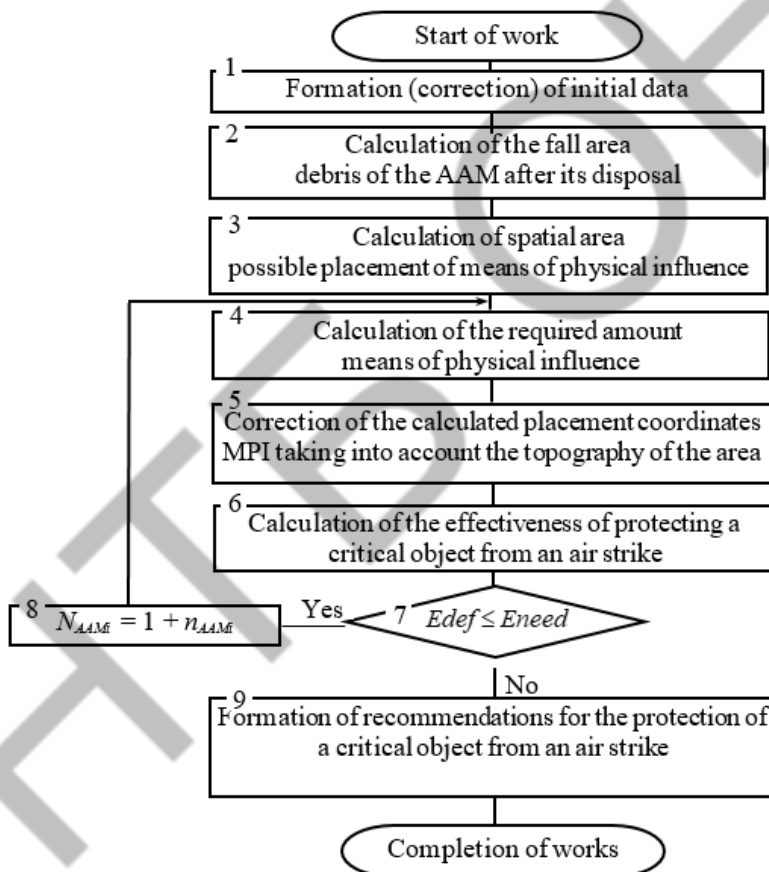 Start of work
1
Formation (correction) of initial data
2
Calculation of the fall area
debris of the AAM after its disposal
3
Calculation of spatial area
possible placement of means of physical influence
4
Calculation of the required amount
means of physical influence
5
Correction of the calculated placement coordinates
MPI taking into account the topography of the area
6
Calculation of the effectiveness of protecting a
critical object from an air strike
8
N_AAMi = 1 + n_AAMi
Yes
7
Edef ≤ Eneed
No
9
Formation of recommendations for the protection of
a critical object from an air strike
Completion of works
НТБ